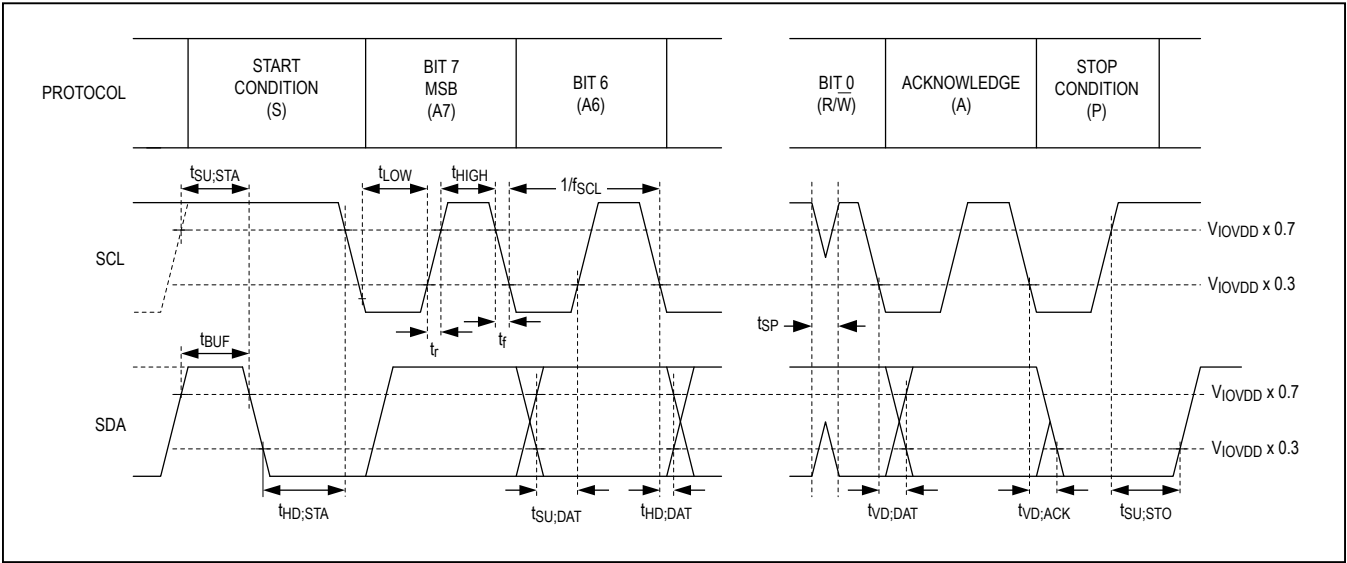 PROTOCOL
START
CONDITION
(S)
BIT 7
MSB
(A7)
BIT 6
(A6)
BIT 0
(R/W̅)
ACKNOWLEDGE
(A)
STOP
CONDITION
(P)
tSU;STA
tLOW
tHIGH
1/fSCL
SCL
VIOVDD x 0.7
VIOVDD x 0.3
tr
tf
tSP
tBUF
SDA
VIOVDD x 0.7
VIOVDD x 0.3
tHD;STA
tSU;DAT
tHD;DAT
tVD;DAT
tVD;ACK
tSU;STO